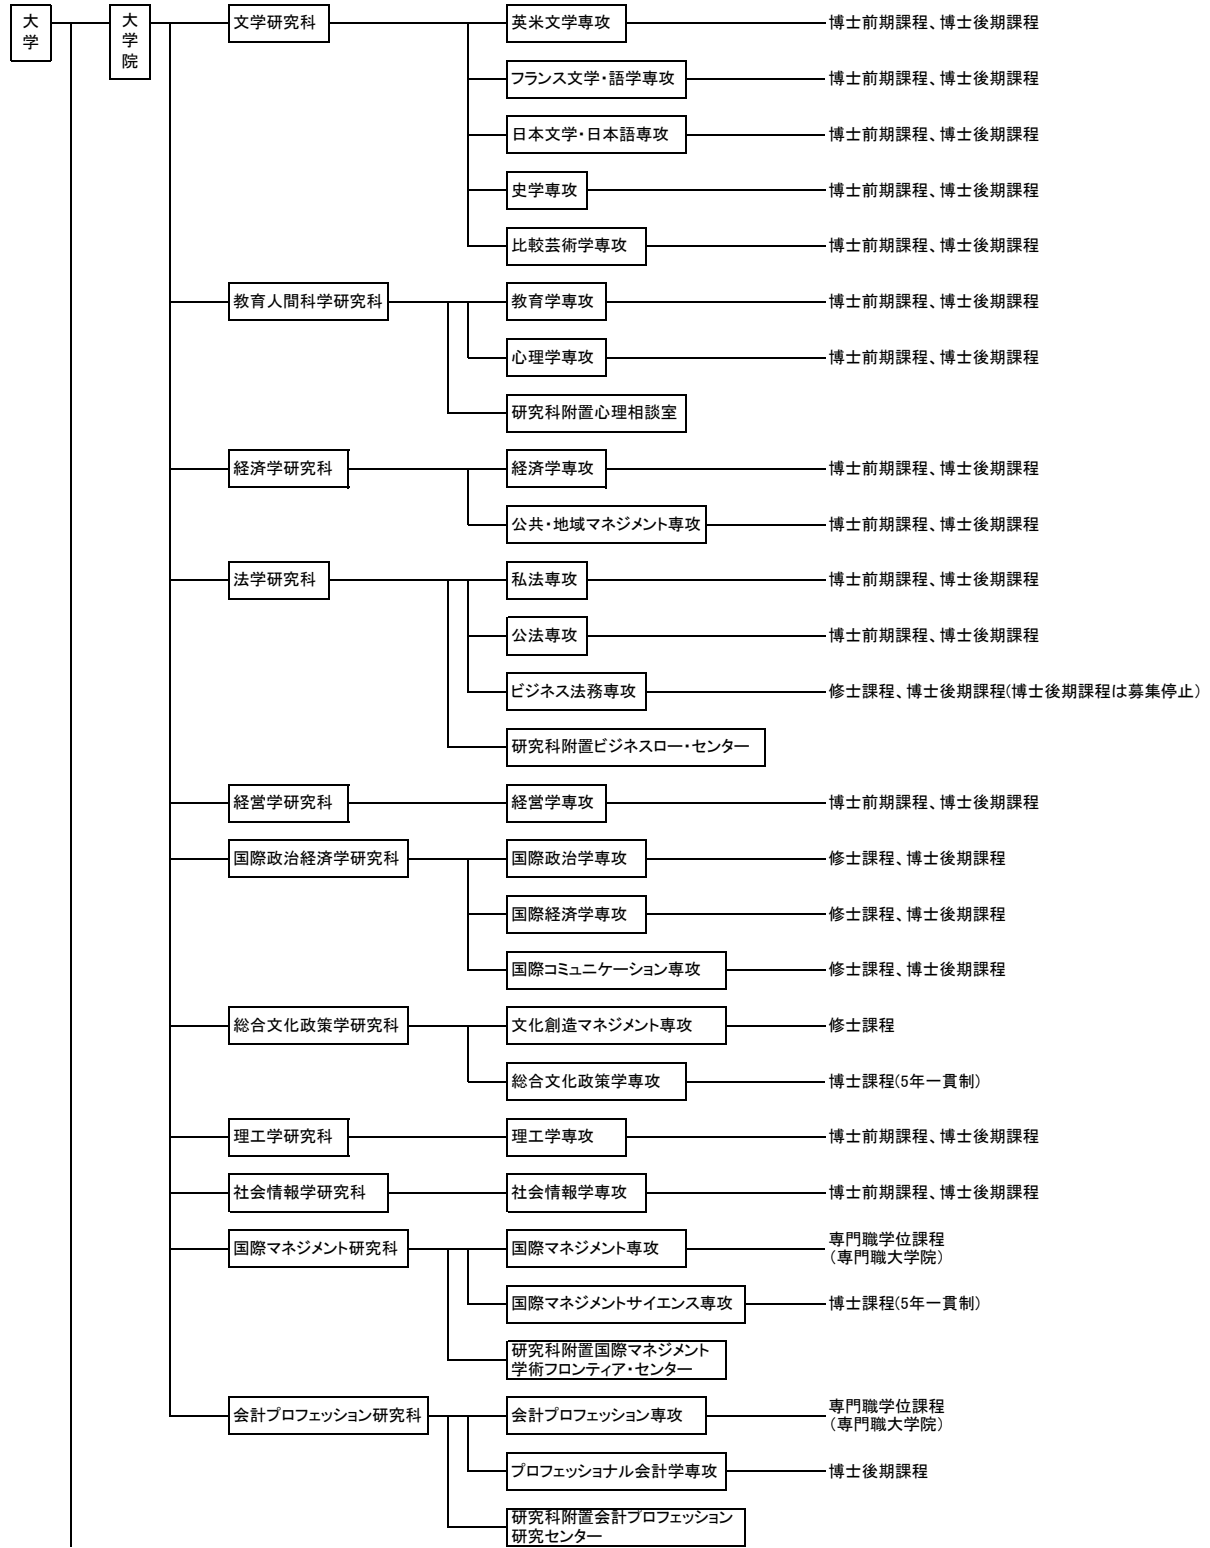 大学
大学院
文学研究科
英米文学専攻
博士前期課程、博士後期課程
フランス文学・語学専攻
博士前期課程、博士後期課程
日本文学・日本語専攻
博士前期課程、博士後期課程
史学専攻
博士前期課程、博士後期課程
比較芸術学専攻
博士前期課程、博士後期課程
教育人間科学研究科
教育学専攻
博士前期課程、博士後期課程
心理学専攻
博士前期課程、博士後期課程
研究科附置心理相談室
経済学研究科
経済学専攻
博士前期課程、博士後期課程
公共・地域マネジメント専攻
博士前期課程、博士後期課程
法学研究科
私法専攻
博士前期課程、博士後期課程
公法専攻
博士前期課程、博士後期課程
ビジネス法務専攻
修士課程、博士後期課程(博士後期課程は募集停止)
研究科附置ビジネスロー・センター
経営学研究科
経営学専攻
博士前期課程、博士後期課程
国際政治経済学研究科
国際政治学専攻
修士課程、博士後期課程
国際経済学専攻
修士課程、博士後期課程
国際コミュニケーション専攻
修士課程、博士後期課程
総合文化政策学研究科
文化創造マネジメント専攻
修士課程
総合文化政策学専攻
博士課程(5年一貫制)
理工学研究科
理工学専攻
博士前期課程、博士後期課程
社会情報学研究科
社会情報学専攻
博士前期課程、博士後期課程
国際マネジメント研究科
国際マネジメント専攻
専門職学位課程
(専門職大学院)
国際マネジメントサイエンス専攻
博士課程(5年一貫制)
研究科附置国際マネジメント
学術フロンティア・センター
会計プロフェッション研究科
会計プロフェッション専攻
専門職学位課程
(専門職大学院)
プロフェッショナル会計学専攻
博士後期課程
研究科附置会計プロフェッション
研究センター